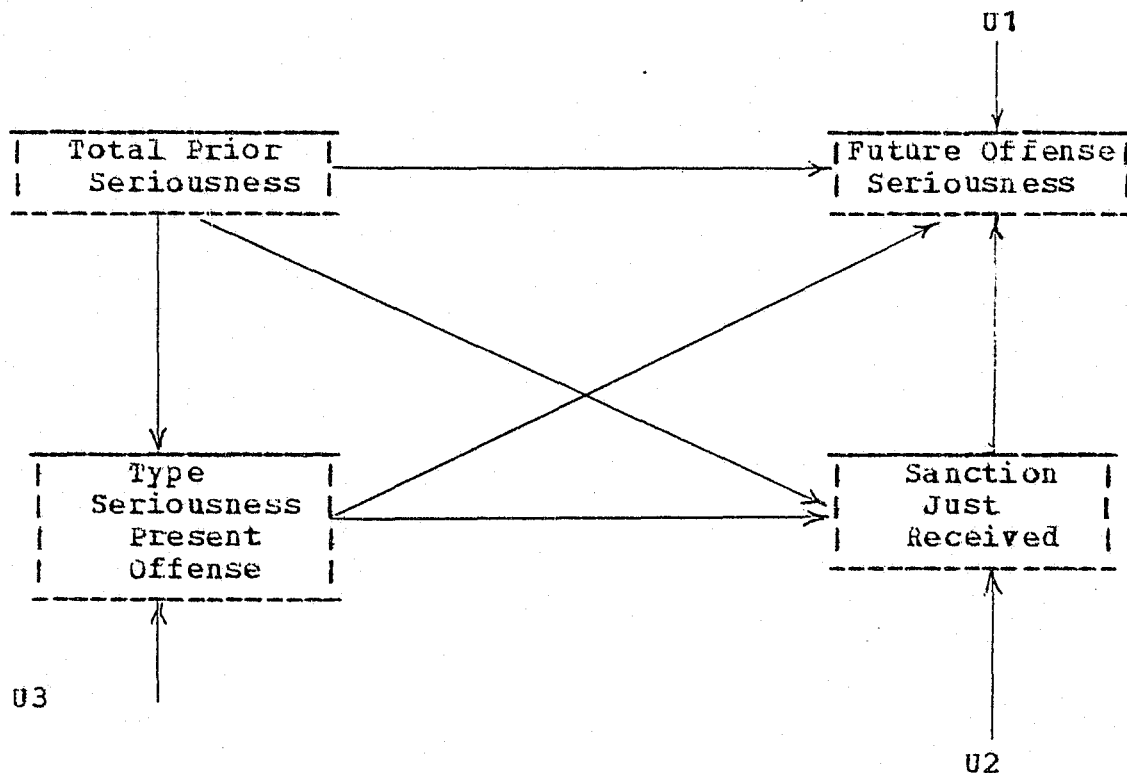 U1
Total Prior
Seriousness
Future Offense
Seriousness
Type
Seriousness
Present
Offense
Sanction
Just
Received
U3
U2